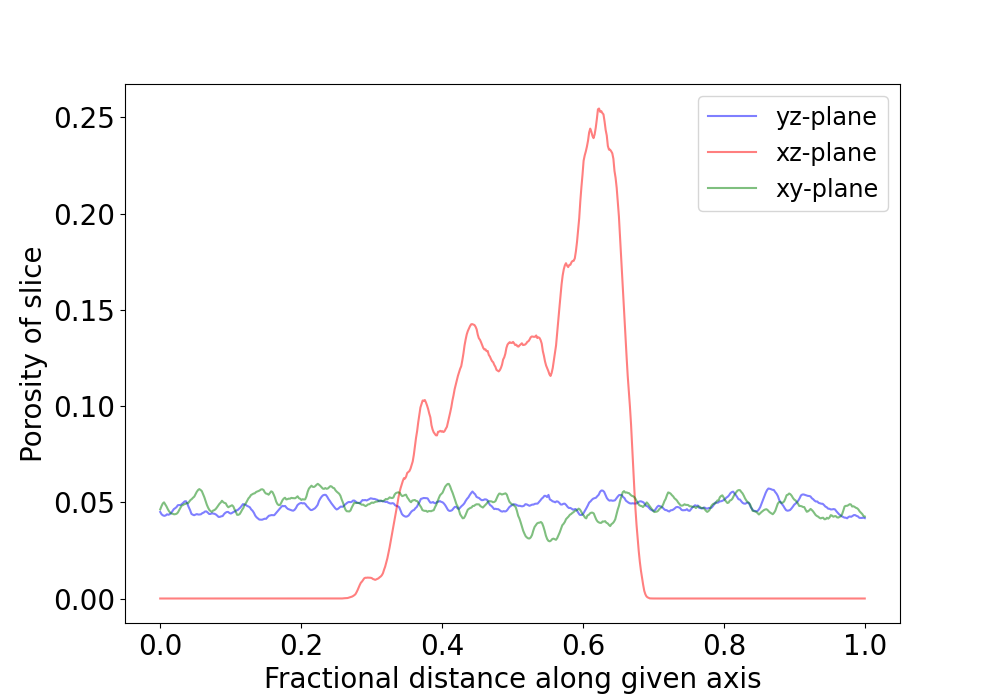 yz-plane
xz-plane
xy-plane
0.25
0.20
0.15
0.10
0.05
0.00
Porosity of slice
0.0 0.2 0.4 0.6 0.8 1.0
Fractional distance along given axis